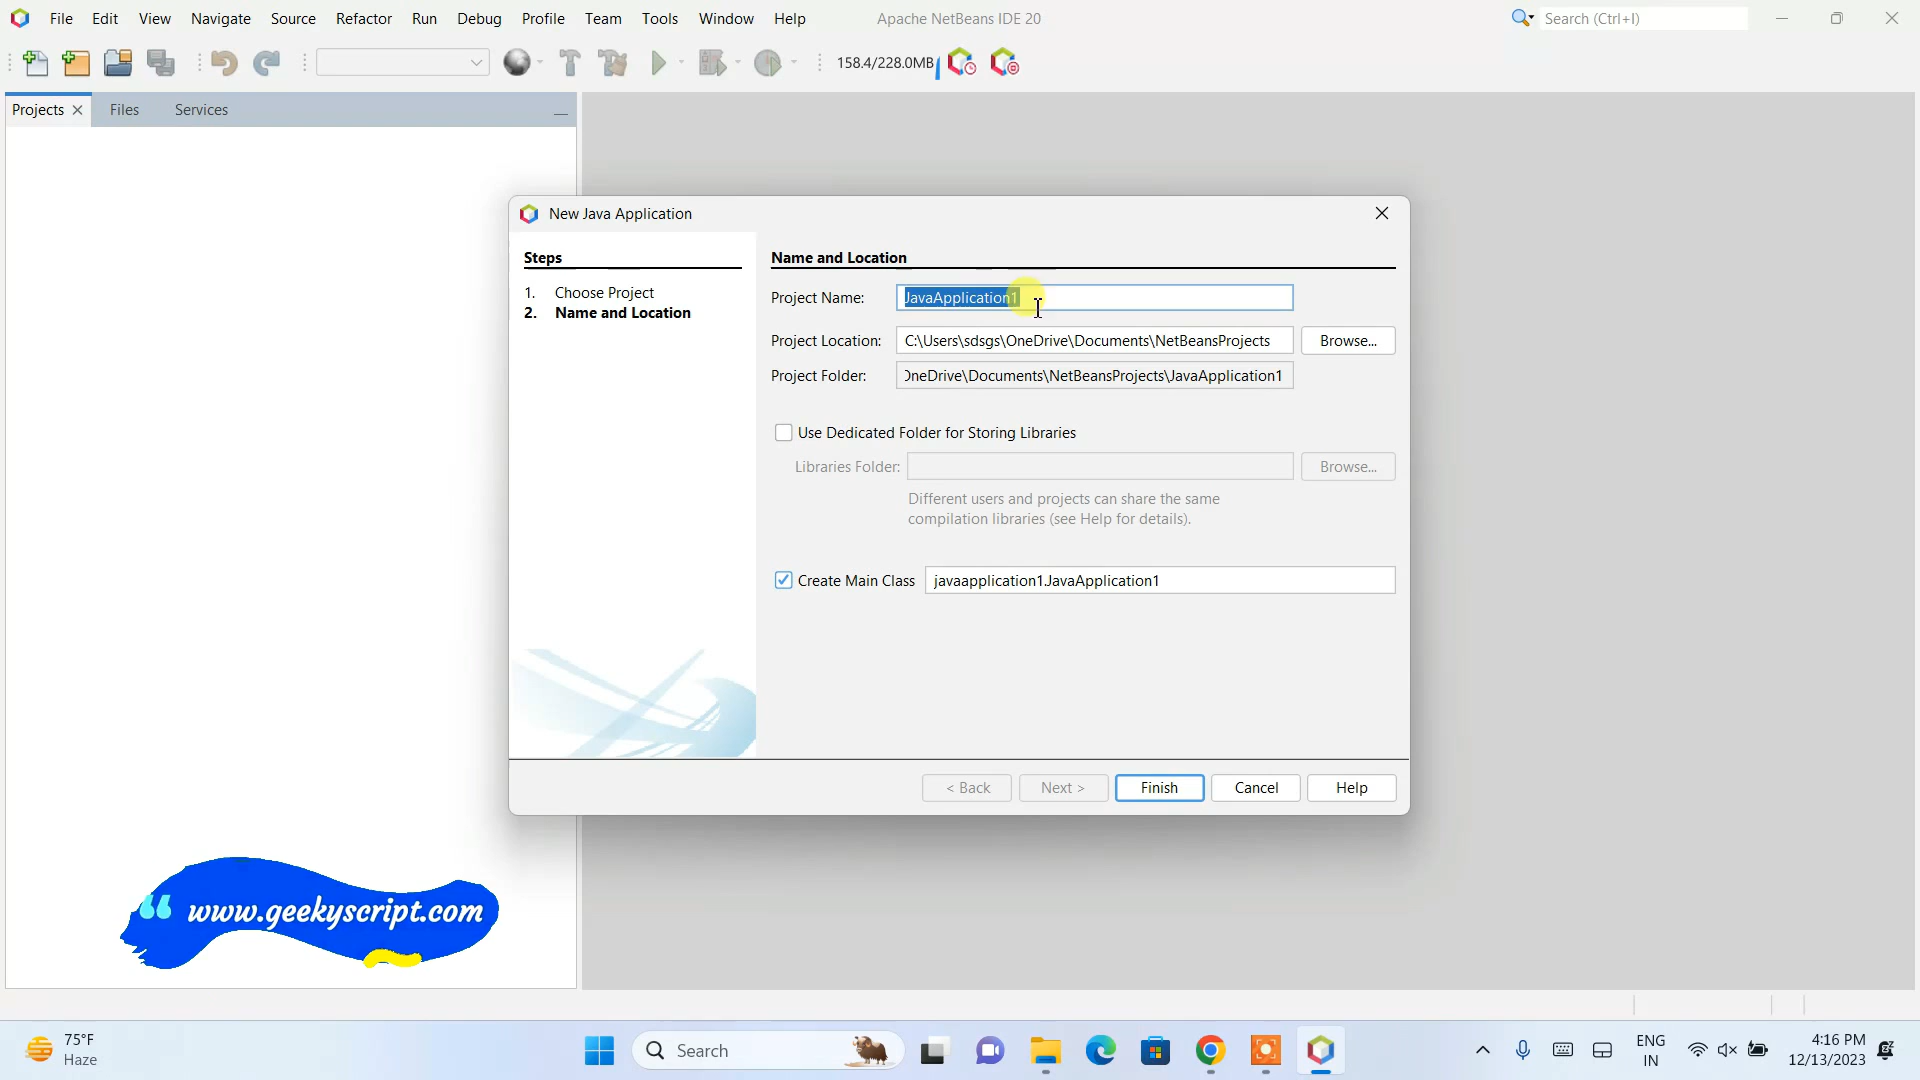 File Edit View Navigate Source Refactor Run Debug Profile Team Tools Window Help Apache NetBeans IDE 20 Search (Ctrl+I)
158.4/228.0MB
Projects Files Services
New Java Application
Steps
1. Choose Project
2. Name and Location
Name and Location
Project Name: JavaApplication1
Project Location: C:\Users\sdsgs\OneDrive\Documents\NetBeansProjects Browse...
Project Folder: OneDrive\Documents\NetBeansProjects\JavaApplication1
Use Dedicated Folder for Storing Libraries
Libraries Folder: Browse...
Different users and projects can share the same
compilation libraries (see Help for details).
Create Main Class javaapplication1.JavaApplication1
< Back Next > Finish Cancel Help
www.geekyscript.com
75°F
Haze
Search
ENG
IN
4:16 PM
12/13/2023